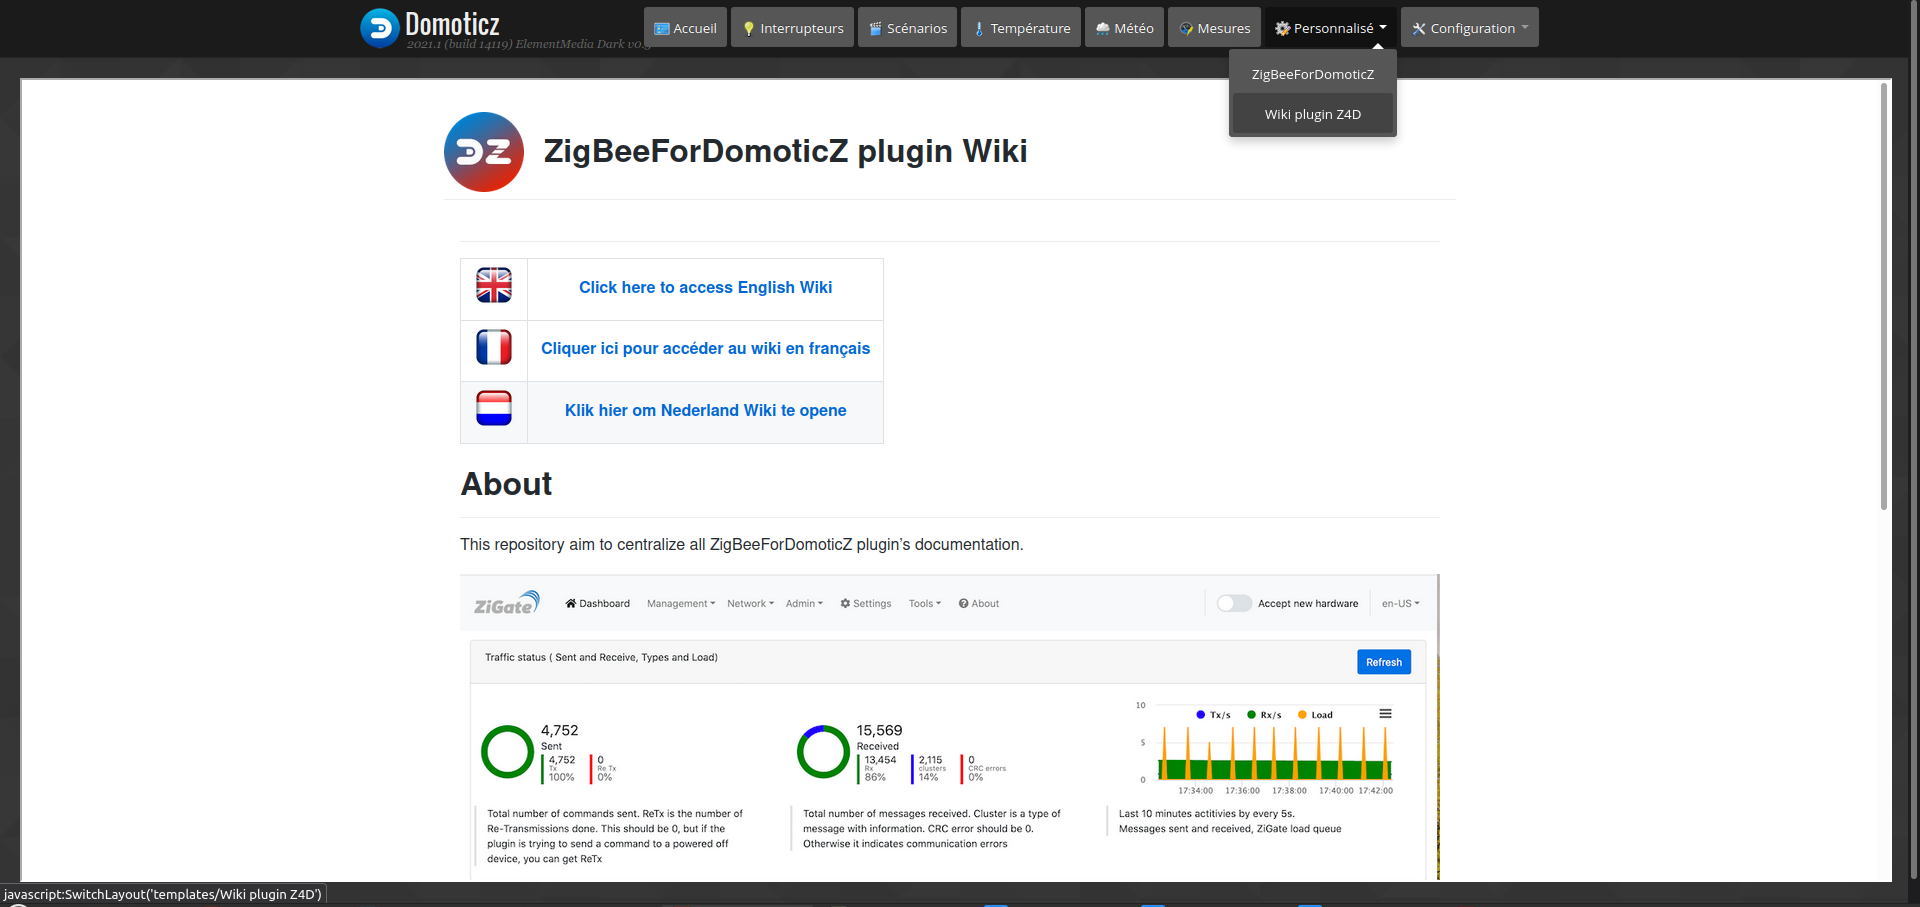 Domoticz
2021.1 (build 14119) ElementMedia Dark v0.9
Accueil
Interrupteurs
Scénarios
Température
Météo
Mesures
Personnalisé
Configuration
ZigBeeForDomoticZ
Wiki plugin Z4D
ZigBeeForDomoticZ plugin Wiki
Click here to access English Wiki
Cliquer ici pour accéder au wiki en français
Klik hier om Nederland Wiki te opene
About
This repository aim to centralize all ZigBeeForDomoticZ plugin's documentation.
ZiGate
Dashboard
Management
Network
Admin
Settings
Tools
About
Accept new hardware
en-US
Traffic status ( Sent and Receive, Types and Load)
Refresh
4,752
Sent
4,752
Tx
100%
0
Re Tx
0%
15,569
Received
13,454
Rx
86%
2,115
clusters
14%
0
CRC errors
0%
Tx/s
Rx/s
Load
10
5
0
17:34:00
17:36:00
17:38:00
17:40:00
17:42:00
Total number of commands sent. ReTx is the number of
Re-Transmissions done. This should be 0, but if the
plugin is trying to send a command to a powered off
device, you can get ReTx
Total number of messages received. Cluster is a type of
message with information. CRC error should be 0.
Otherwise it indicates communication errors
Last 10 minutes actitivies by every 5s.
Messages sent and received, ZiGate load queue
javascript:SwitchLayout('templates/Wiki plugin Z4D')